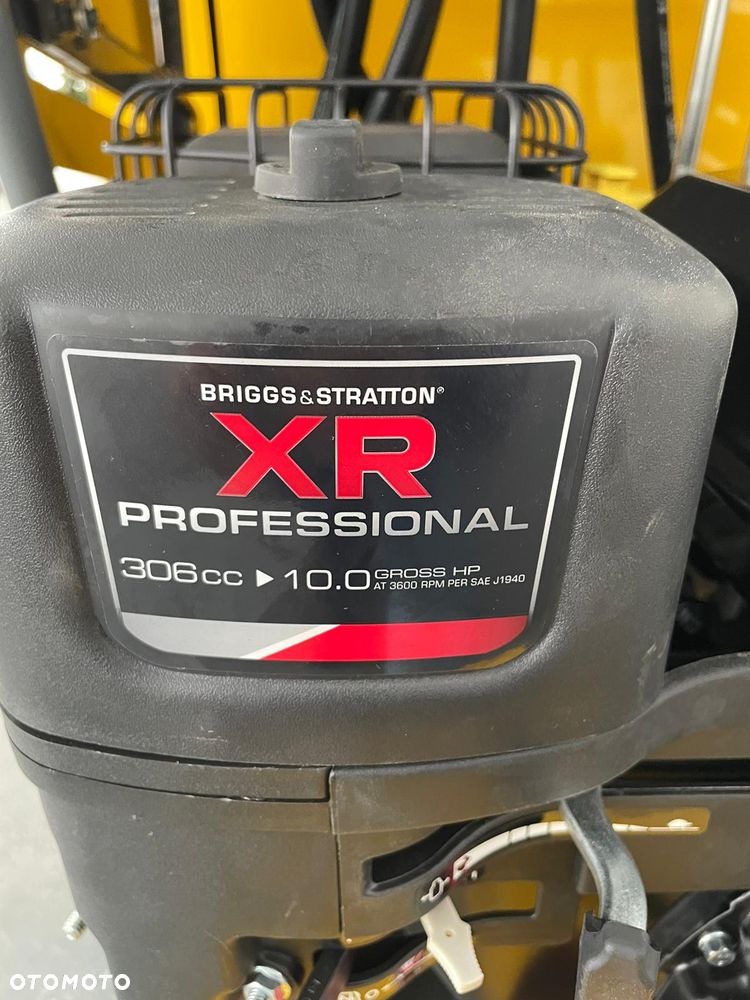 BRIGGS & STRATTON®
XR
PROFESSIONAL
306cc ▶ 10.0 GROSS HP
AT 3600 RPM PER SAE J1940
OTOMOTO